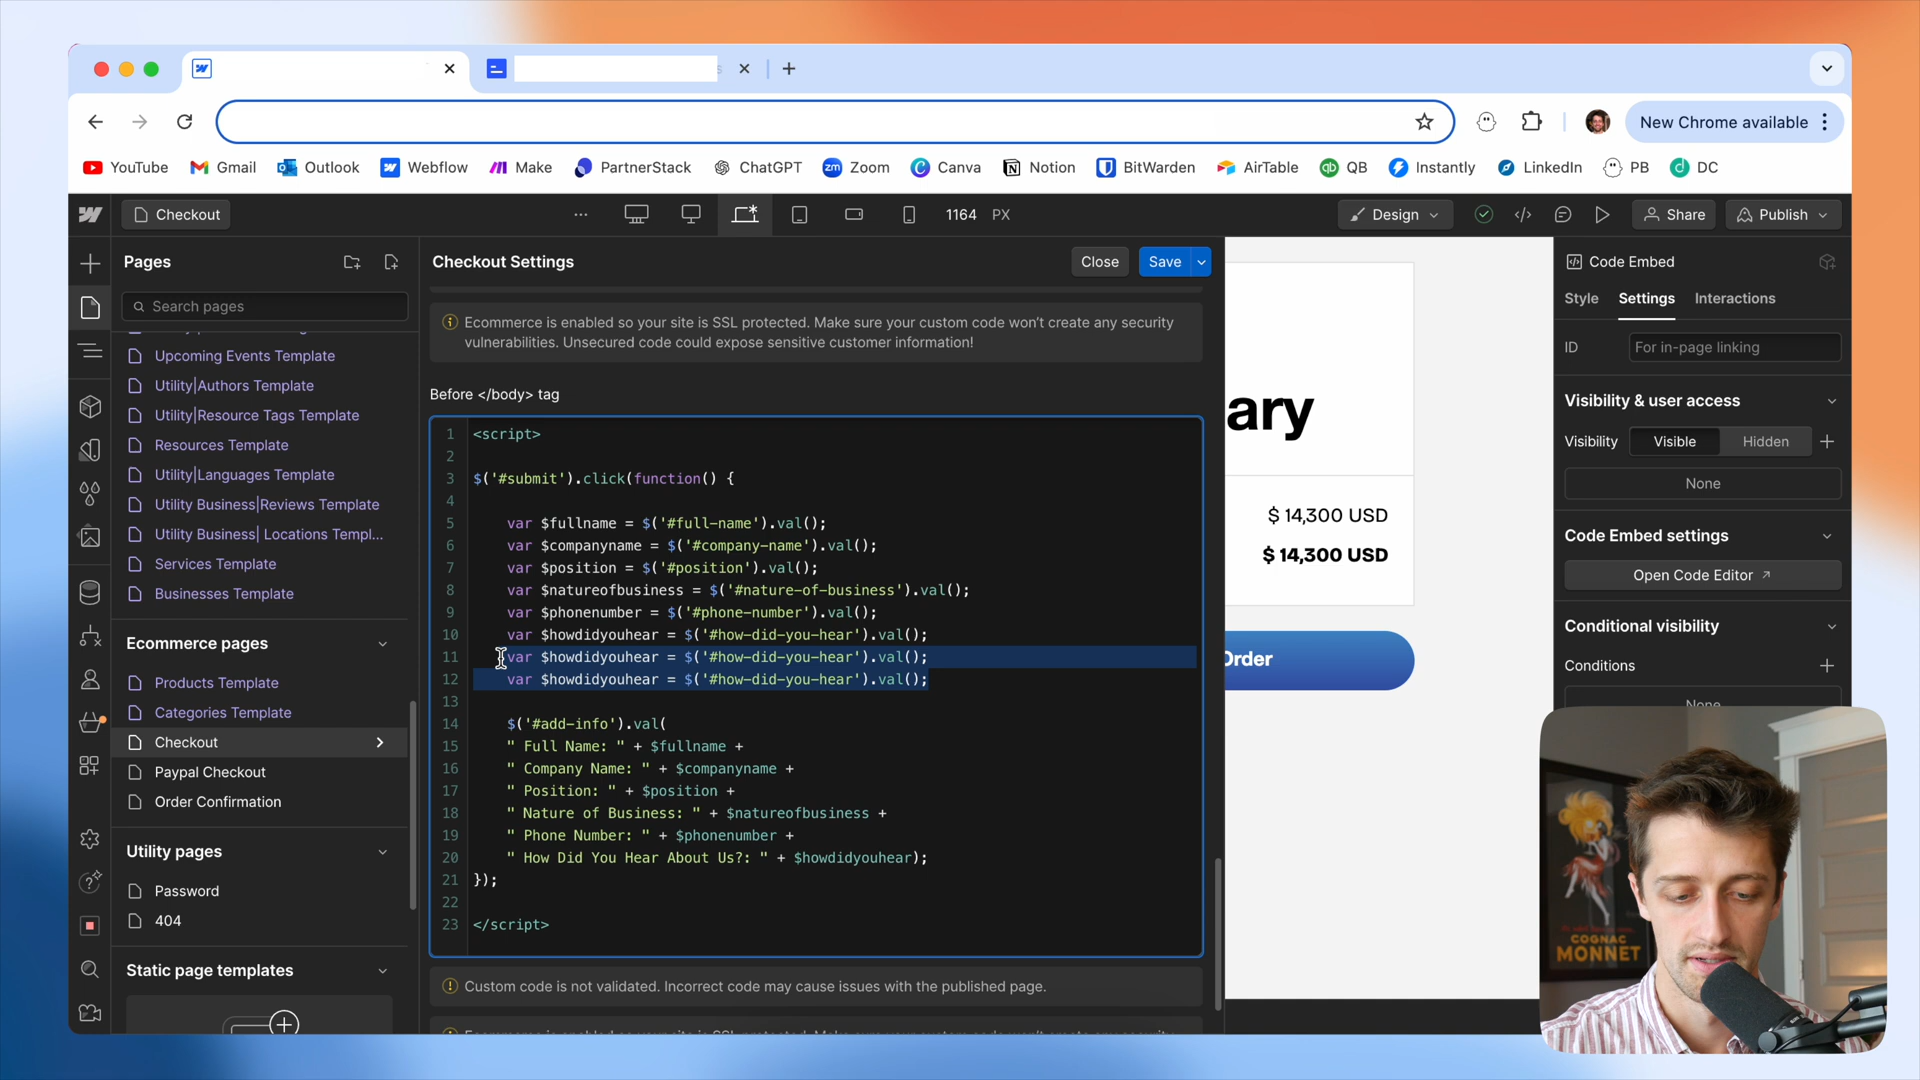 New Chrome available
YouTube
Gmail
Outlook
Webflow
Make
PartnerStack
ChatGPT
Zoom
Canva
Notion
BitWarden
AirTable
QB
Instantly
LinkedIn
PB
DC
Checkout
1164 PX
Design
Share
Publish
Pages
Search pages
Upcoming Events Template
Utility|Authors Template
Utility|Resource Tags Template
Resources Template
Utility|Languages Template
Services Template
Utility Business|Reviews Template
Utility Business| Locations Templ...
Businesses Template
Ecommerce pages
Products Template
Categories Template
Checkout
Paypal Checkout
Order Confirmation
Utility pages
Password
404
Static page templates
Checkout Settings
Close
Save
Ecommerce is enabled so your site is SSL protected. Make sure your custom code won't create any security
vulnerabilities. Unsecured code could expose sensitive customer information!
Before </body> tag
1 <script>
2
3 $('#submit').click(function() {
4
5 var $fullname = $('#full-name').val();
6 var $companyname = $('#company-name').val();
7 var $position = $('#position').val();
8 var $natureofbusiness = $('#nature-of-business').val();
9 var $phonenumber = $('#phone-number').val();
10 var $howdidyouhear = $('#how-did-you-hear').val();
11 var $howdidyouhear = $('#how-did-you-hear').val();
12 var $howdidyouhear = $('#how-did-you-hear').val();
13
14 $('#add-info').val(
15 " Full Name: " + $fullname +
16 " Company Name: " + $companyname +
17 " Position: " + $position +
18 " Nature of Business: " + $natureofbusiness +
19 " Phone Number: " + $phonenumber +
20 " How Did You Hear About Us?: " + $howdidyouhear);
21 });
22
23 </script>
Custom code is not validated. Incorrect code may cause issues with the published page.
ary
$ 14,300 USD
$ 14,300 USD
Order
Code Embed
Style
Settings
Interactions
ID
For in-page linking
Visibility & user access
Visibility
Visible
Hidden
None
Code Embed settings
Open Code Editor
Conditional visibility
Conditions
COGNAC
MONNET